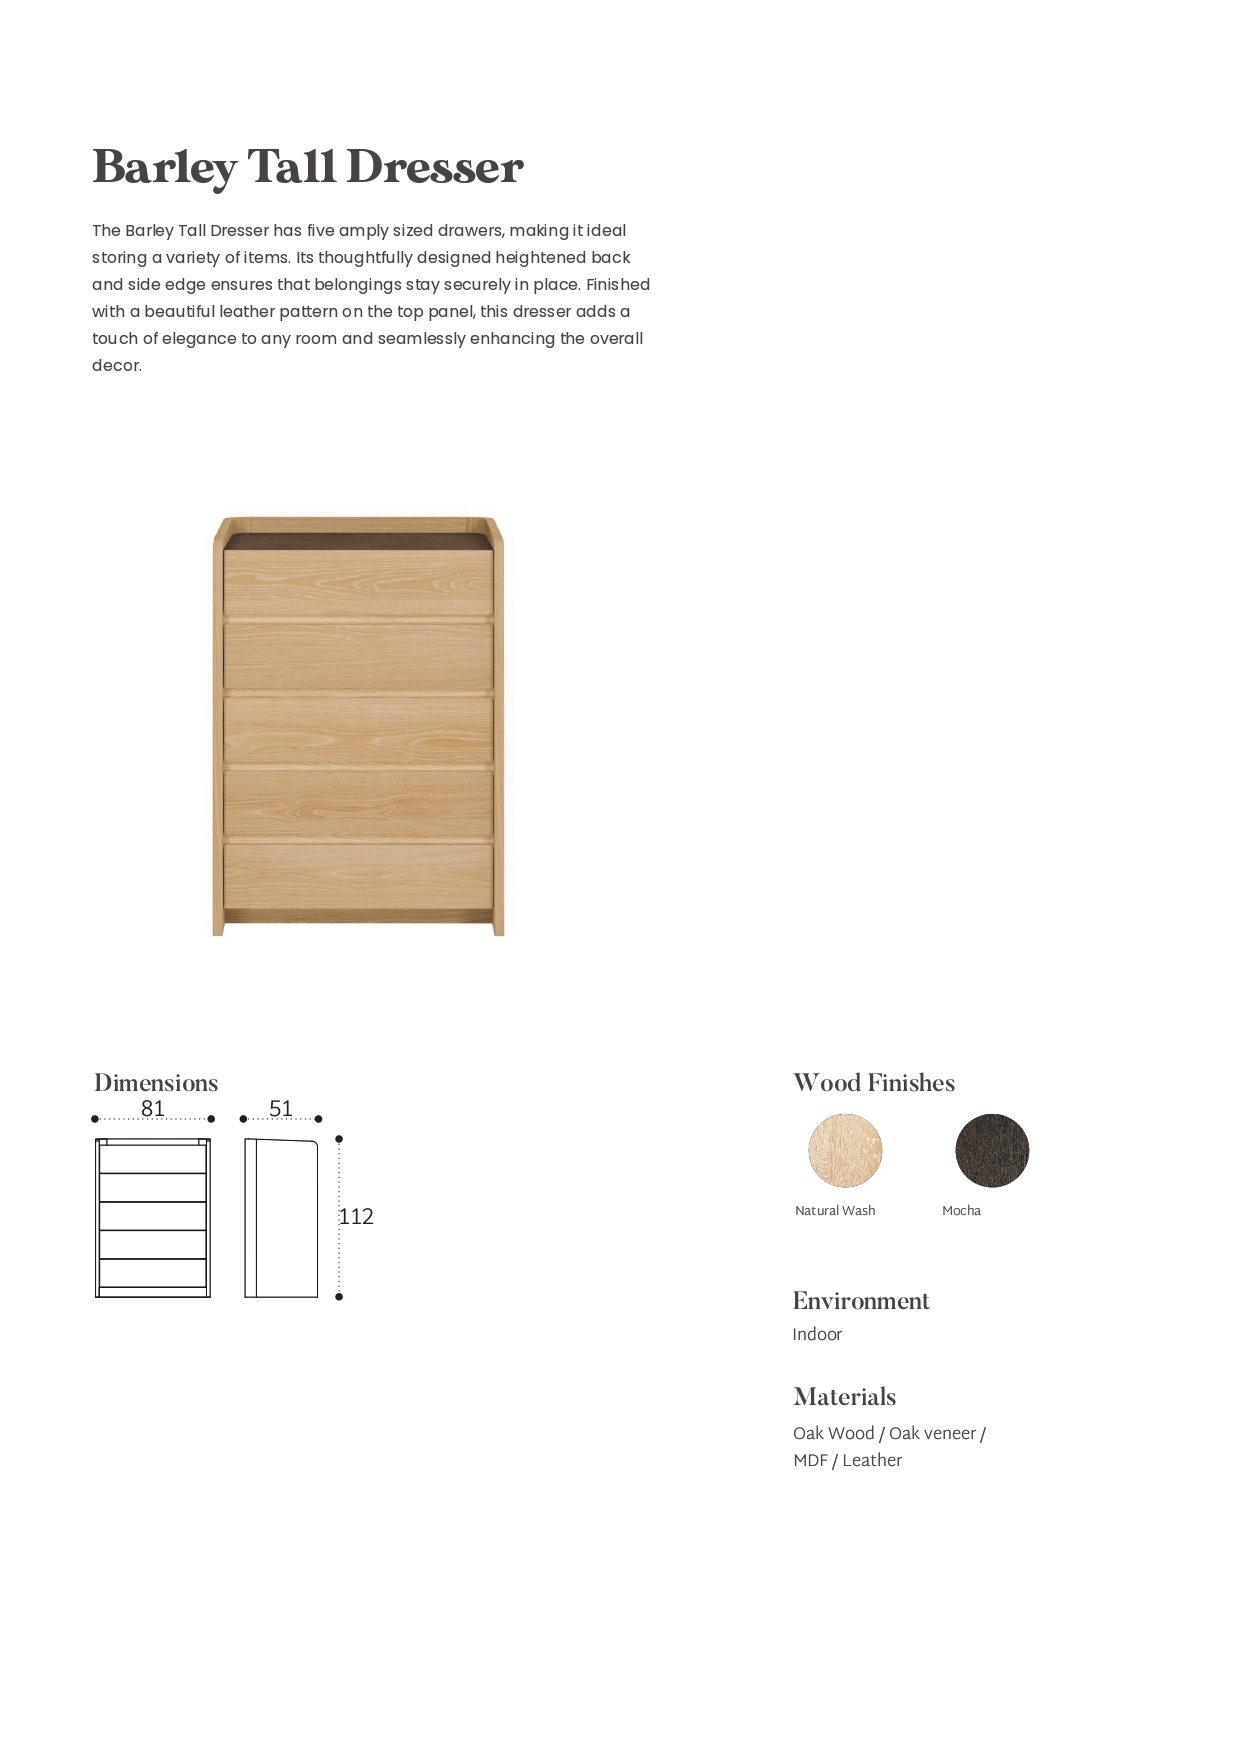 Barley Tall Dresser
The Barley Tall Dresser has five amply sized drawers, making it ideal
storing a variety of items. Its thoughtfully designed heightened back
and side edge ensures that belongings stay securely in place. Finished
with a beautiful leather pattern on the top panel, this dresser adds a
touch of elegance to any room and seamlessly enhancing the overall
decor.
Dimensions
81
51
112
Wood Finishes
Natural Wash
Mocha
Environment
Indoor
Materials
Oak Wood / Oak veneer /
MDF / Leather